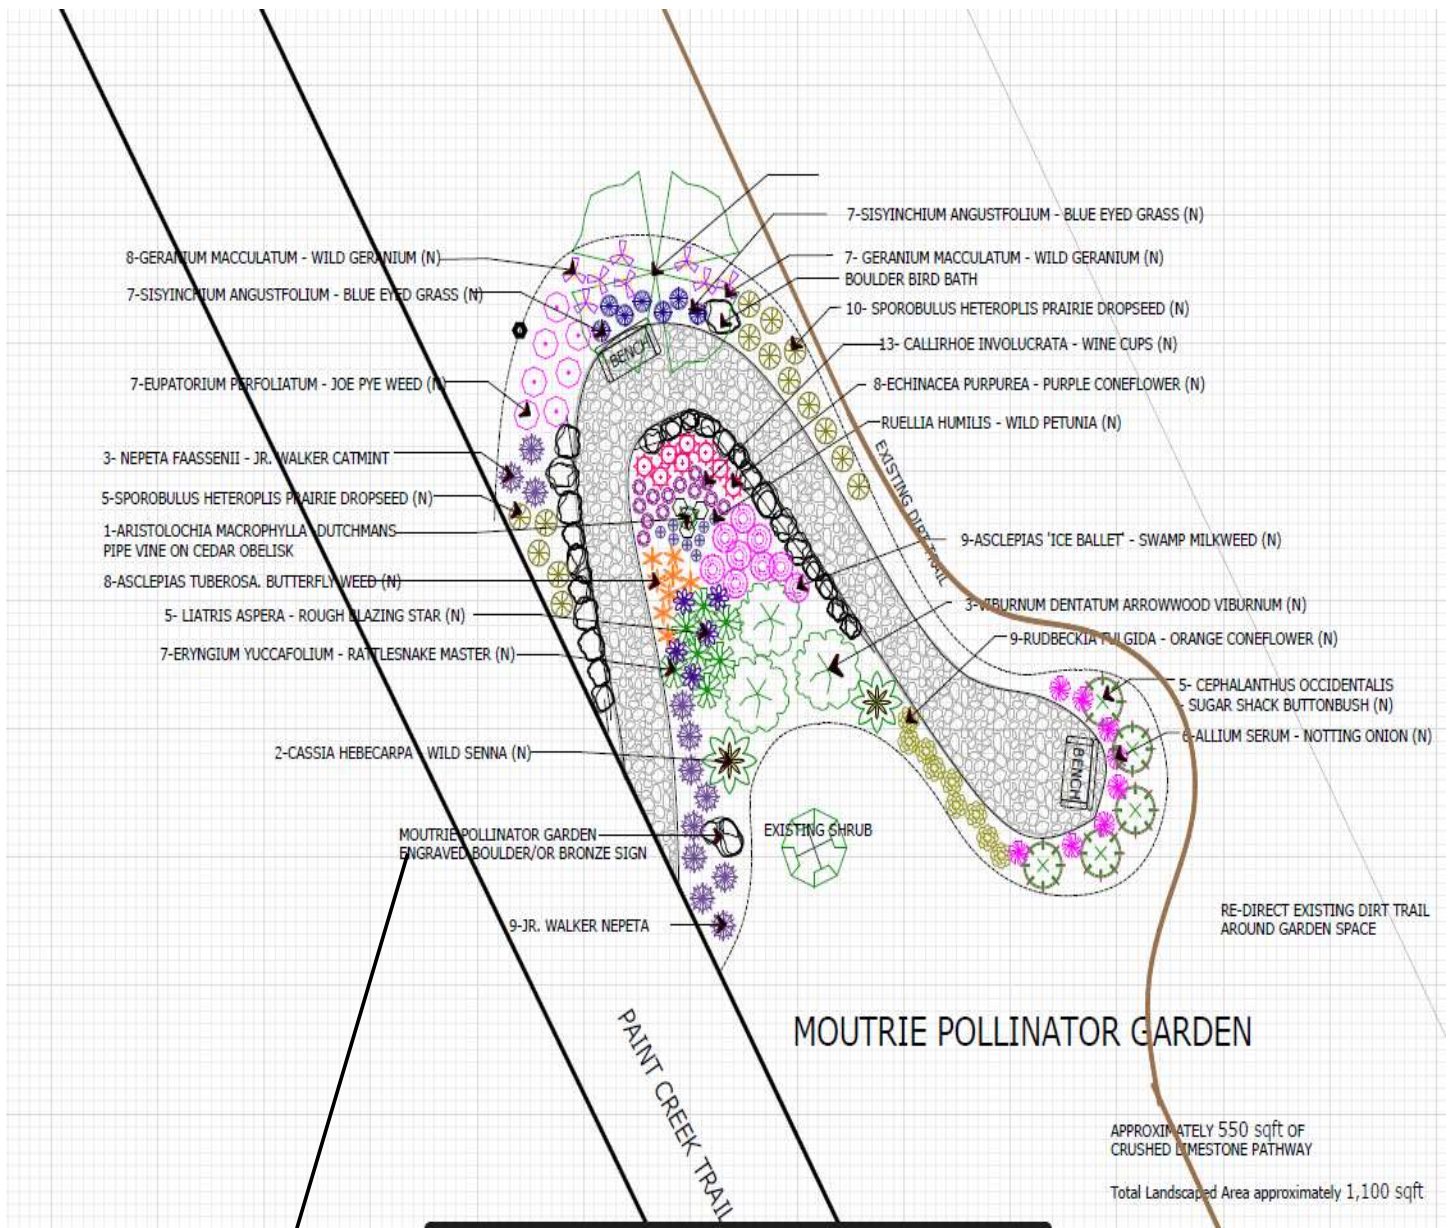 7-SISYINCHIUM ANGUSTFOLIUM - BLUE EYED GRASS (N)
8-GERANIUM MACCULATUM - WILD GERANIUM (N)
7- GERANIUM MACCULATUM - WILD GERANIUM (N)
BOULDER BIRD BATH
7-SISYINCHIUM ANGUSTFOLIUM - BLUE EYED GRASS (N)
10- SPOROBULUS HETEROPLIS PRAIRIE DROPSEED (N)
13- CALLIRHOE INVOLUCRATA - WINE CUPS (N)
BENCH
7-EUPATORIUM PERFOLIATUM - JOE PYE WEED (N)
8-ECHINACEA PURPUREA - PURPLE CONEFLOWER (N)
RUELLIA HUMILIS - WILD PETUNIA (N)
3- NEPETA FAASSENII - JR. WALKER CATMINT
EXISTING DIRT TRAIL
5-SPOROBULUS HETEROPLIS PRAIRIE DROPSEED (N)
1-ARISTOLOCHIA MACROPHYLLA -DUTCHMANS
PIPE VINE ON CEDAR OBELISK
9-ASCLEPIAS 'ICE BALLET' - SWAMP MILKWEED (N)
8-ASCLEPIAS TUBEROSA. BUTTERFLY WEED (N)
3-VIBURNUM DENTATUM ARROWWOOD VIBURNUM (N)
5- LIATRIS ASPERA - ROUGH BLAZING STAR (N)
9-RUDBECKIA FULGIDA - ORANGE CONEFLOWER (N)
7-ERYNGIUM YUCCAFOLIUM - RATTLESNAKE MASTER (N)
5- CEPHALANTHUS OCCIDENTALIS
- SUGAR SHACK BUTTONBUSH (N)
6-ALLIUM SERUM - NOTTING ONION (N)
2-CASSIA HEBECARPA - WILD SENNA (N)
BENCH
MOUTRIE POLLINATOR GARDEN
ENGRAVED BOULDER/OR BRONZE SIGN
EXISTING SHRUB
9-JR. WALKER NEPETA
RE-DIRECT EXISTING DIRT TRAIL
AROUND GARDEN SPACE
MOUTRIE POLLINATOR GARDEN
PAINT CREEK TRAIL
APPROXIMATELY 550 sqft OF
CRUSHED LIMESTONE PATHWAY
Total Landscaped Area approximately 1,100 sqft